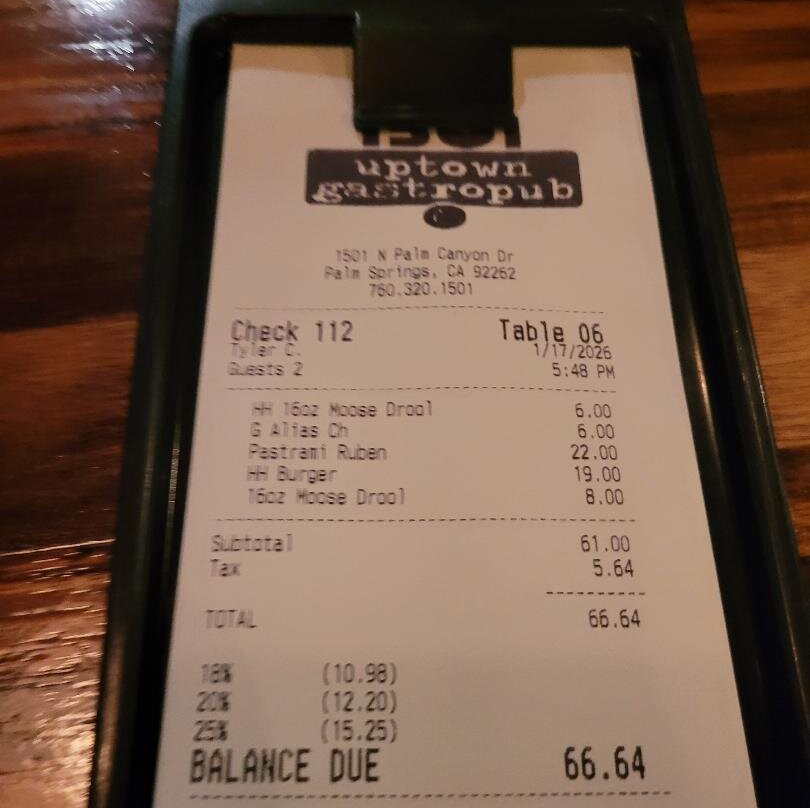 1501
uptown
gastropub
1501 N Palm Canyon Dr
Palm Springs, CA 92262
760.320.1501
Check 112 Table 06
Tyler C. 1/17/2026
Guests 2 5:48 PM
HH 16oz Moose Drool 6.00
G Alias Ch 6.00
Pastrami Ruben 22.00
HH Burger 19.00
16oz Moose Drool 8.00
Subtotal 61.00
Tax 5.64
TOTAL 66.64
18% (10.98)
20% (12.20)
25% (15.25)
BALANCE DUE 66.64